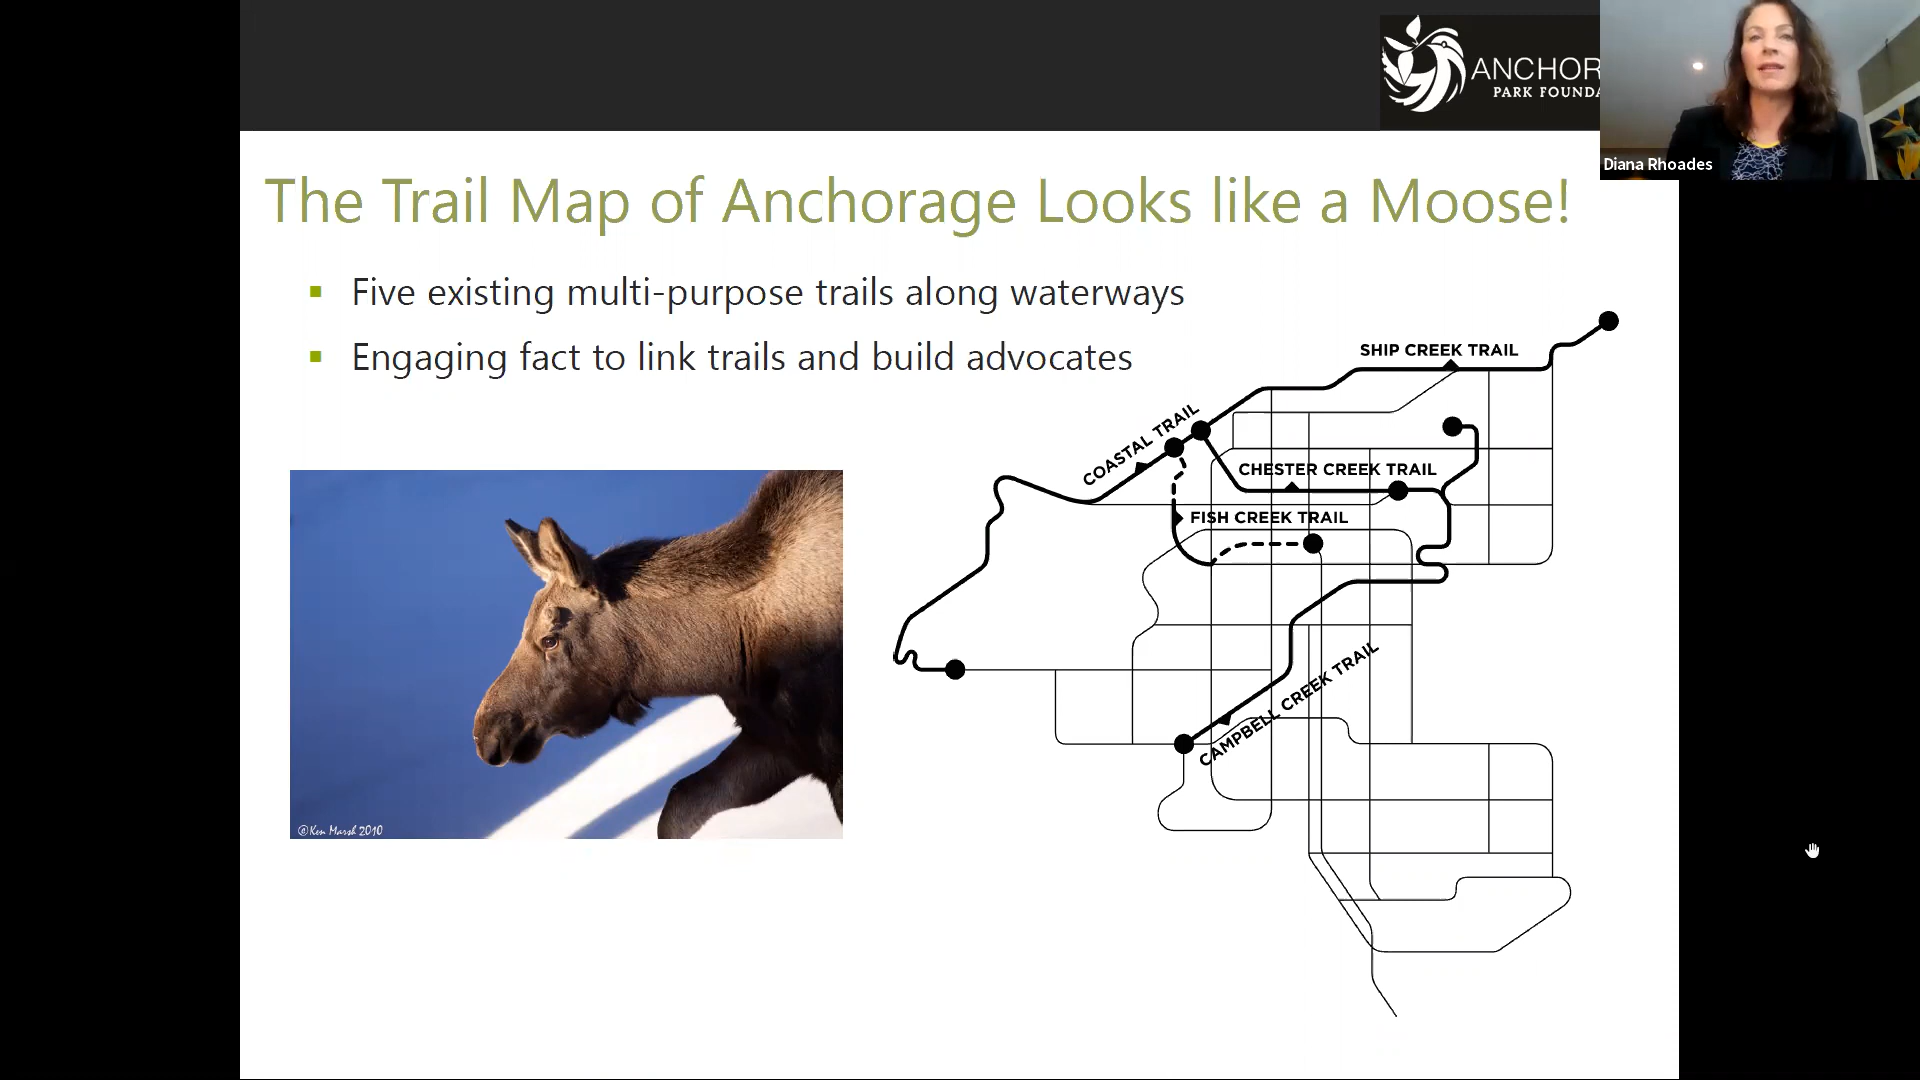 ANCHOR
PARK FOUNDA
Diana Rhoades
The Trail Map of Anchorage Looks like a Moose!
Five existing multi-purpose trails along waterways
Engaging fact to link trails and build advocates
SHIP CREEK TRAIL
COASTAL TRAIL
CHESTER CREEK TRAIL
FISH CREEK TRAIL
CAMPBELL CREEK TRAIL
©Ken Marsh 2010